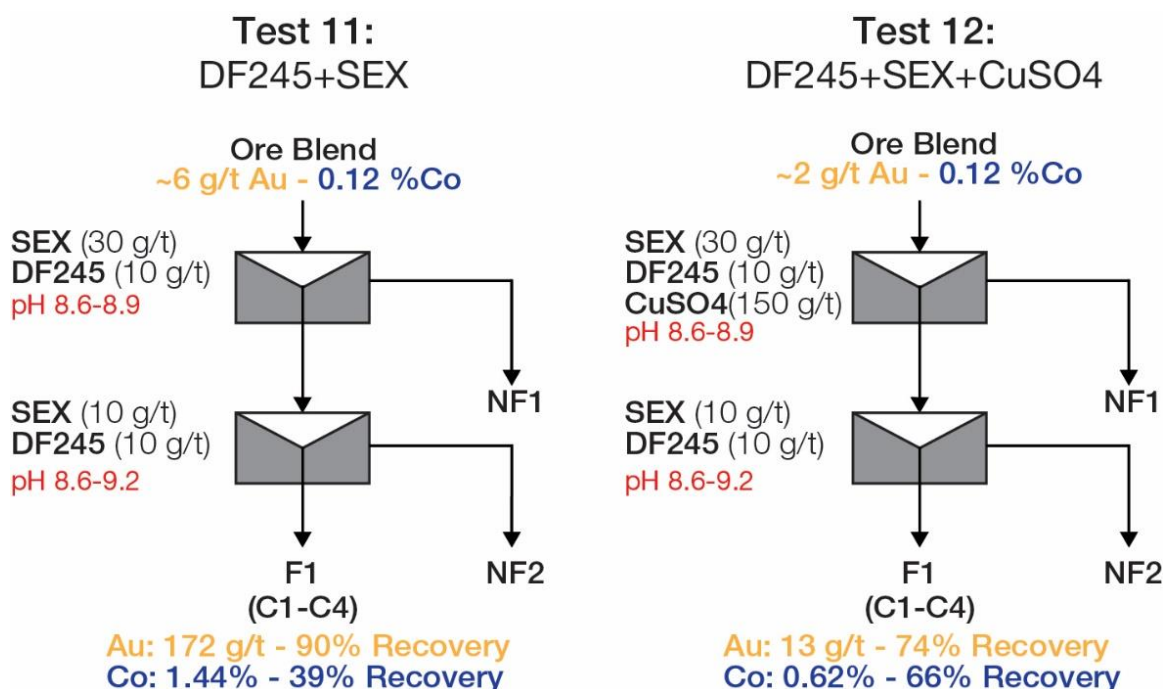 Test 11:
DF245+SEX
Ore Blend
~6 g/t Au - 0.12 %Co
SEX (30 g/t)
DF245 (10 g/t)
pH 8.6-8.9
NF1
SEX (10 g/t)
DF245 (10 g/t)
pH 8.6-9.2
F1
NF2
(C1-C4)
Au: 172 g/t - 90% Recovery
Co: 1.44% - 39% Recovery
Test 12:
DF245+SEX+CuSO4
Ore Blend
~2 g/t Au - 0.12 %Co
SEX (30 g/t)
DF245 (10 g/t)
CuSO4(150 g/t)
pH 8.6-8.9
NF1
SEX (10 g/t)
DF245 (10 g/t)
pH 8.6-9.2
F1
NF2
(C1-C4)
Au: 13 g/t - 74% Recovery
Co: 0.62% - 66% Recovery